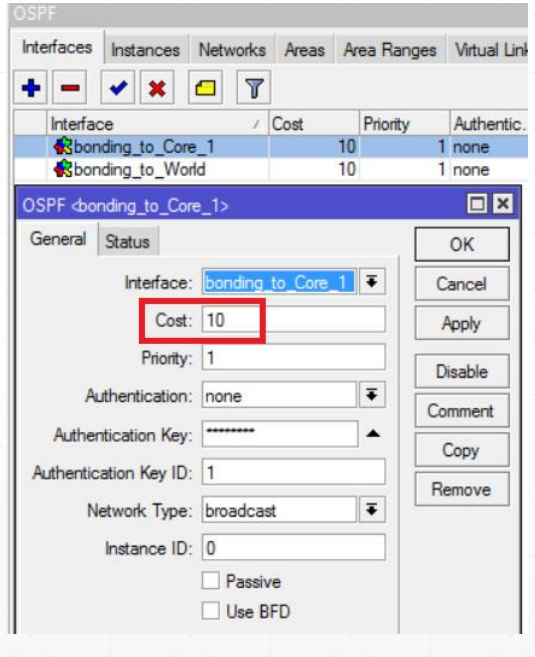 OSPF
Interfaces Instances Networks Areas Area Ranges Virtual Link
Interface Cost Priority Authentic...
bonding_to_Core_1 10 1 none
bonding_to_World 10 1 none
OSPF <bonding_to_Core_1>
General Status
OK
Interface: bonding_to_Core_1
Cancel
Cost: 10
Apply
Priority: 1
Disable
Authentication: none
Comment
Authentication Key: ********
Copy
Authentication Key ID: 1
Remove
Network Type: broadcast
Instance ID: 0
Passive
Use BFD